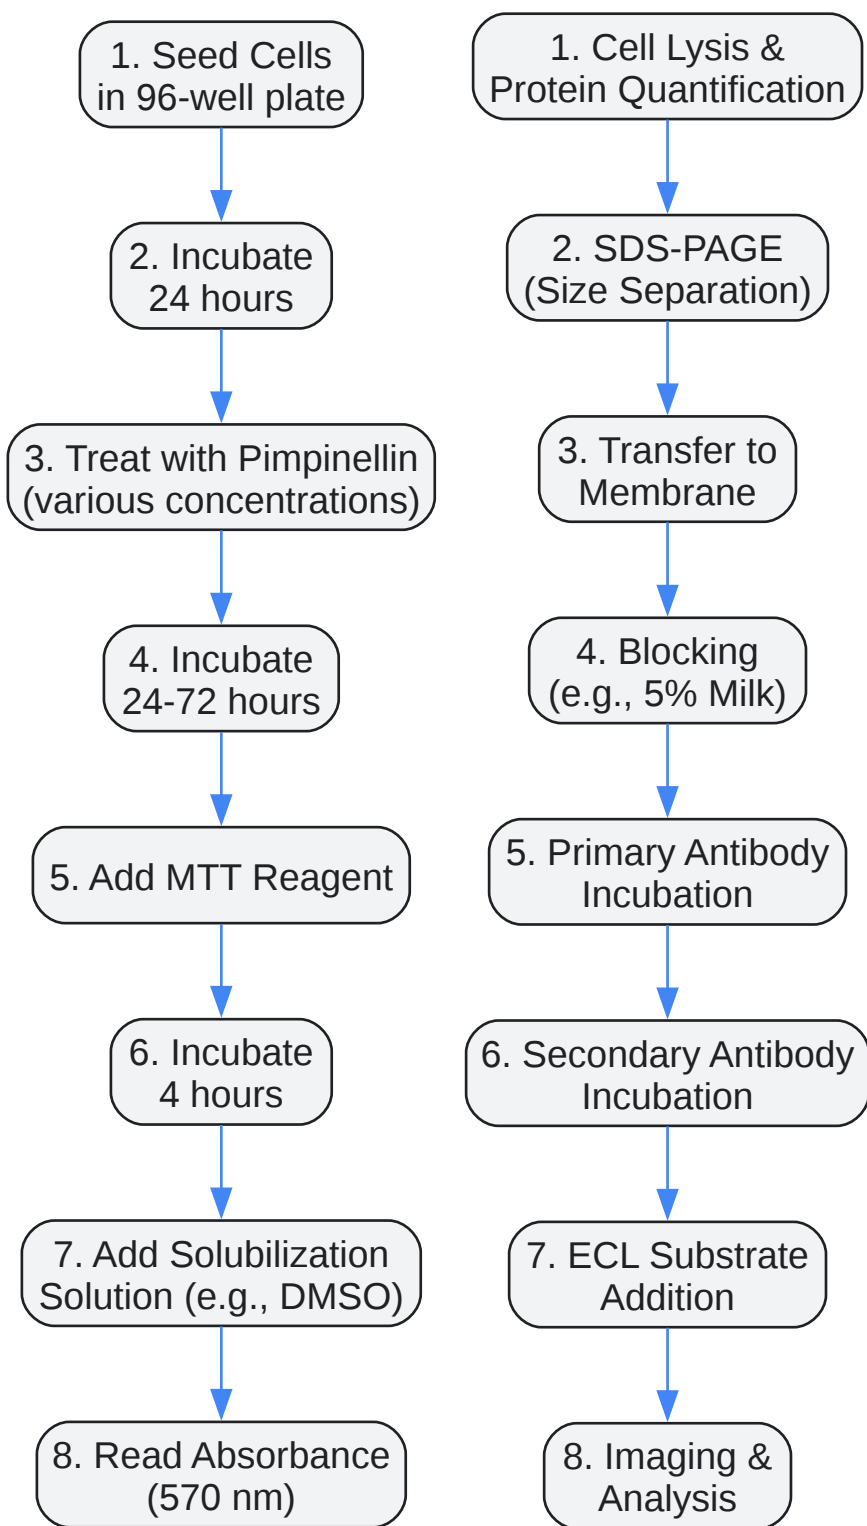 1. Seed Cells
in 96-well plate
2. Incubate
24 hours
3. Treat with Pimpinellin
(various concentrations)
4. Incubate
24-72 hours
5. Add MTT Reagent
6. Incubate
4 hours
7. Add Solubilization
Solution (e.g., DMSO)
8. Read Absorbance
(570 nm)
1. Cell Lysis &
Protein Quantification
2. SDS-PAGE
(Size Separation)
3. Transfer to
Membrane
4. Blocking
(e.g., 5% Milk)
5. Primary Antibody
Incubation
6. Secondary Antibody
Incubation
7. ECL Substrate
Addition
8. Imaging &
Analysis